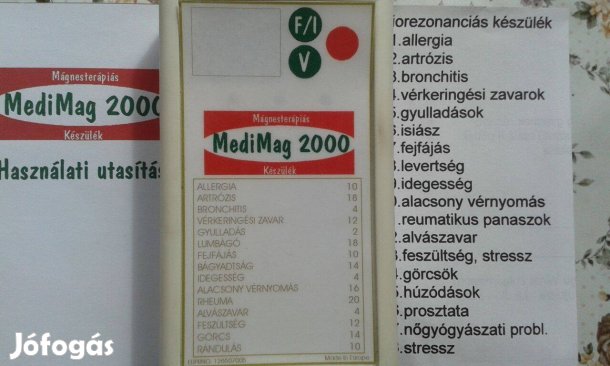 Mágnesterápiás
MediMag 2000
Készülék
Használati utasítás
F/I
V
Mágnesterápiás
MediMag 2000
Készülék
ALLERGIA 10
ARTRÓZIS 18
BRONCHITIS 4
VÉRKERINGÉSI ZAVAR 12
GYULLADÁS 2
LUMBÁGÓ 18
FEJFÁJÁS 10
BÁGYADTSÁG 14
IDEGESSÉG 4
ALACSONY VÉRNYOMÁS 16
RHEUMA 20
ALVÁSZAVAR 4
FESZÜLTSÉG 12
GÖRCS 14
RANDULÁS 10
Made in Europe
iorezonanciás készülék
1.allergia
2.artrózis
3.bronchitis
4.vérkeringési zavarok
5.gyulladások
6.isiász
7.fejfájás
8.levertség
9.idegesség
0.alacsony vérnyomás
1.reumatikus panaszok
2.alvászavar
3.feszültség, stressz
4.görcsök
5.húzódások
6.prosztata
7.nőgyógyászati probl.
8.stressz
Jófogás